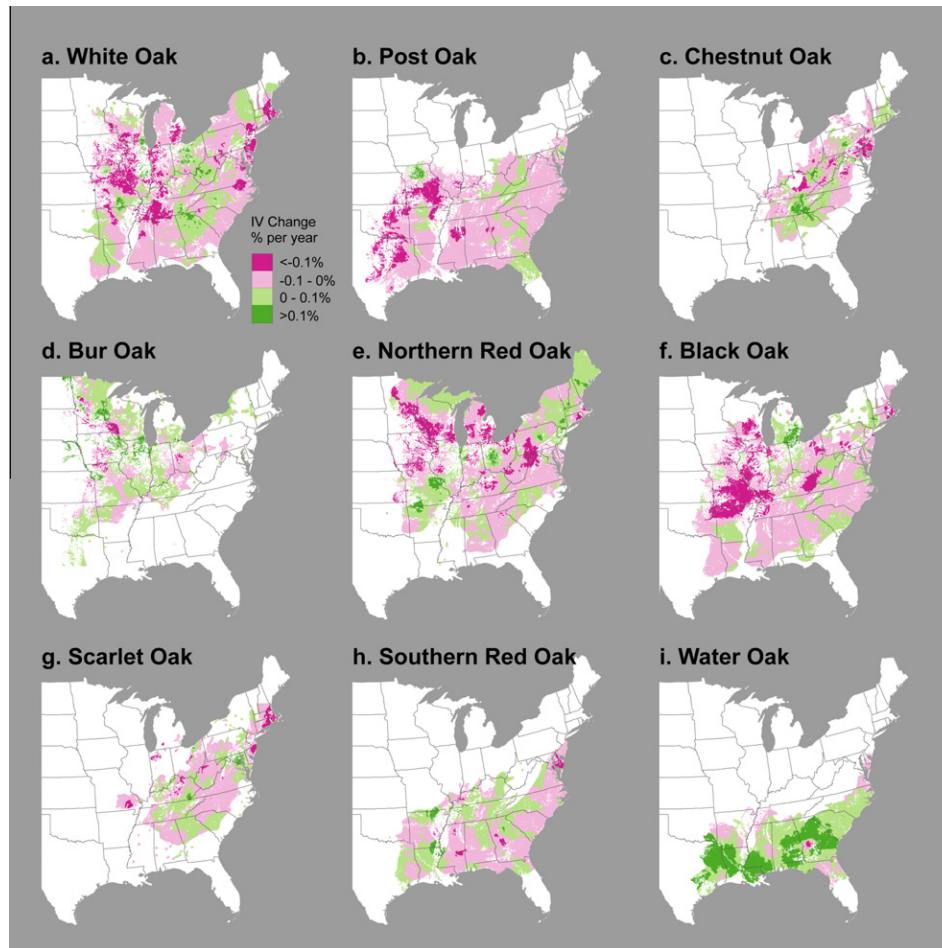 a. White Oak
b. Post Oak
c. Chestnut Oak
IV Change
% per year
<-0.1%
-0.1 - 0%
0 - 0.1%
>0.1%
d. Bur Oak
e. Northern Red Oak
f. Black Oak
g. Scarlet Oak
h. Southern Red Oak
i. Water Oak